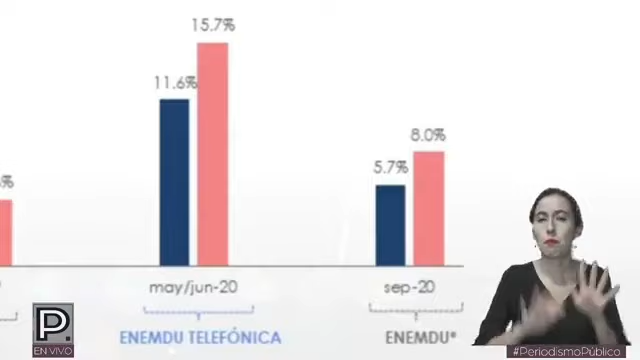 15.7%
11.6%
8.0%
5.7%
%
may/jun-20
sep-20
ENEMDU TELEFÓNICA
ENEMDU*
P.
EN VIVO
#PeriodismoPúblico